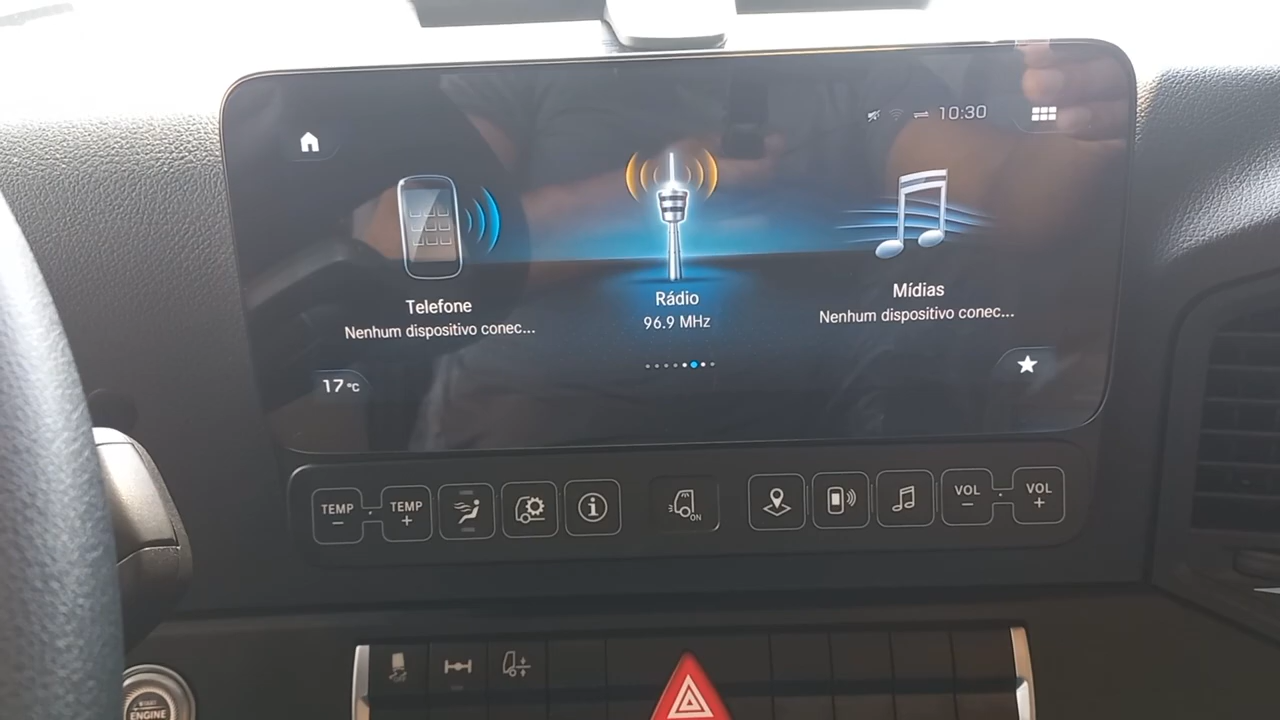 10:30
Telefone
Nenhum dispositivo conec...
Rádio
96.9 MHz
Mídias
Nenhum dispositivo conec...
17 °C
TEMP
−
TEMP
+
ON
VOL
−
VOL
+
ENGINE